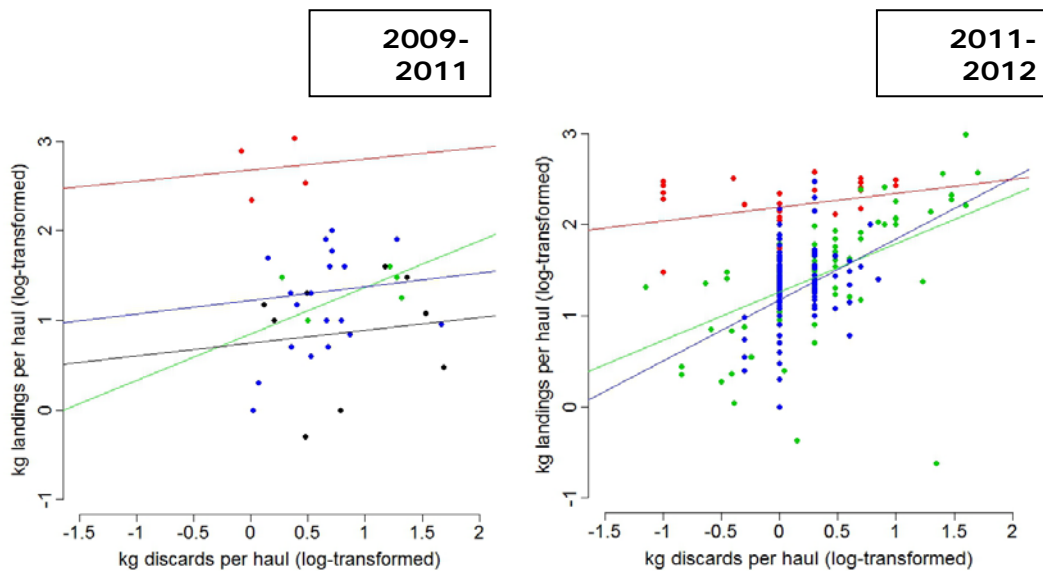 2009-
2011
2011-
2012
kg landings per haul (log-transformed)
3
2
1
0
-1
-1.5 -1 -0.5 0 0.5 1 1.5 2
kg discards per haul (log-transformed)
kg landings per haul (log-transformed)
3
2
1
0
-1
-1.5 -1 -0.5 0 0.5 1 1.5 2
kg discards per haul (log-transformed)